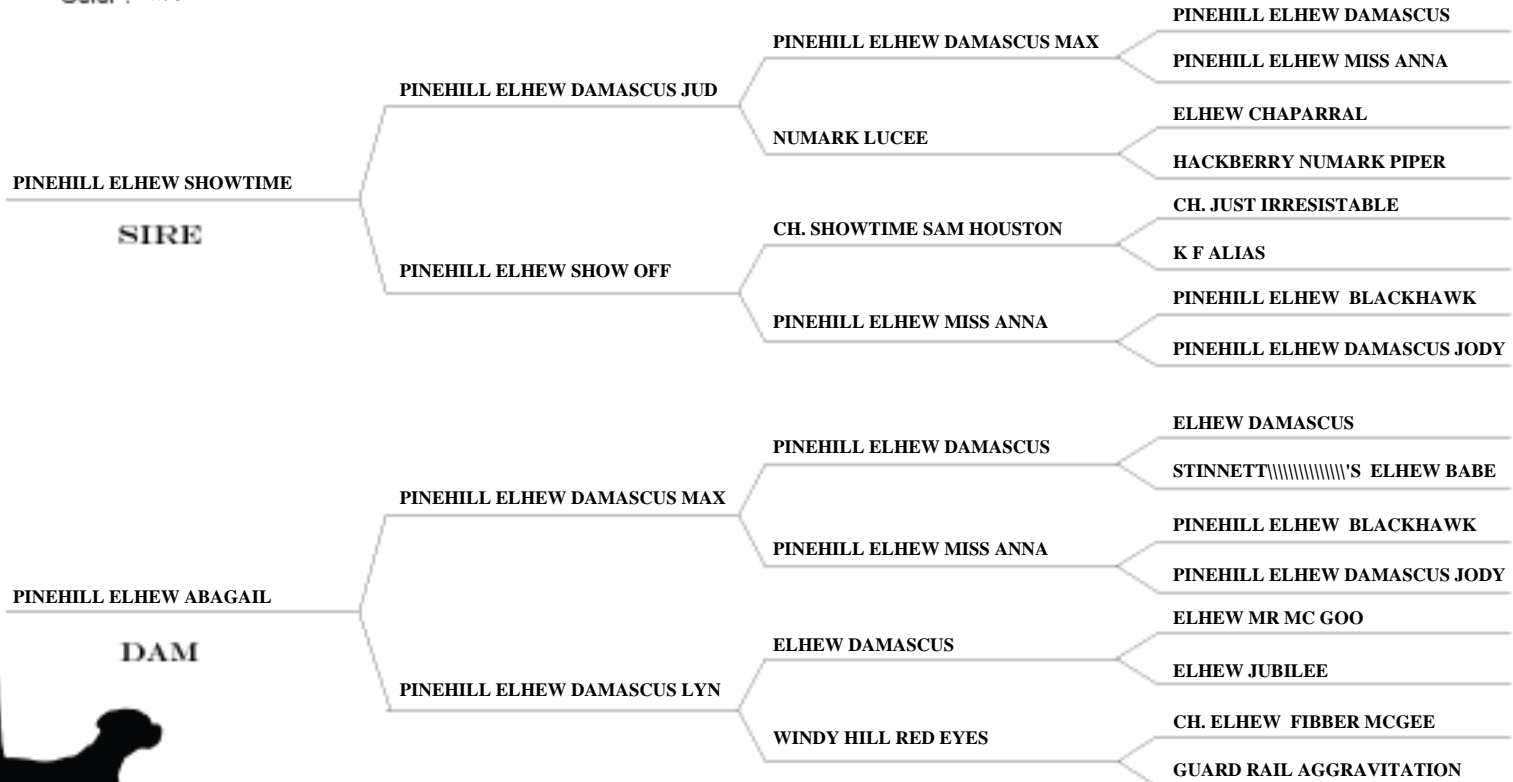 PINEHILL ELHEW DAMASCUS
PINEHILL ELHEW DAMASCUS MAX
PINEHILL ELHEW MISS ANNA
PINEHILL ELHEW DAMASCUS JUD
ELHEW CHAPARRAL
NUMARK LUCEE
HACKBERRY NUMARK PIPER
PINEHILL ELHEW SHOWTIME
SIRE
CH. JUST IRRESISTABLE
CH. SHOWTIME SAM HOUSTON
K F ALIAS
PINEHILL ELHEW SHOW OFF
PINEHILL ELHEW BLACKHAWK
PINEHILL ELHEW MISS ANNA
PINEHILL ELHEW DAMASCUS JODY
ELHEW DAMASCUS
PINEHILL ELHEW DAMASCUS
STINNETT\\\\\\\\\\\\\\\'S ELHEW BABE
PINEHILL ELHEW DAMASCUS MAX
PINEHILL ELHEW BLACKHAWK
PINEHILL ELHEW MISS ANNA
PINEHILL ELHEW DAMASCUS JODY
PINEHILL ELHEW ABAGAIL
DAM
ELHEW MR MC GOO
ELHEW DAMASCUS
ELHEW JUBILEE
PINEHILL ELHEW DAMASCUS LYN
CH. ELHEW FIBBER MCGEE
WINDY HILL RED EYES
GUARD RAIL AGGRAVITATION